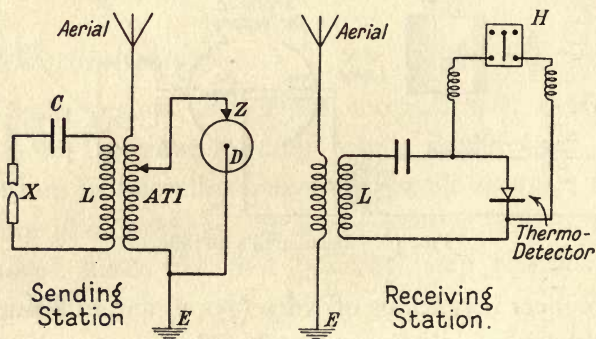 Aerial
C
X
L
ATI
Z
D
E
Sending
Station
Aerial
H
L
Thermo-
Detector
E
Receiving
Station.